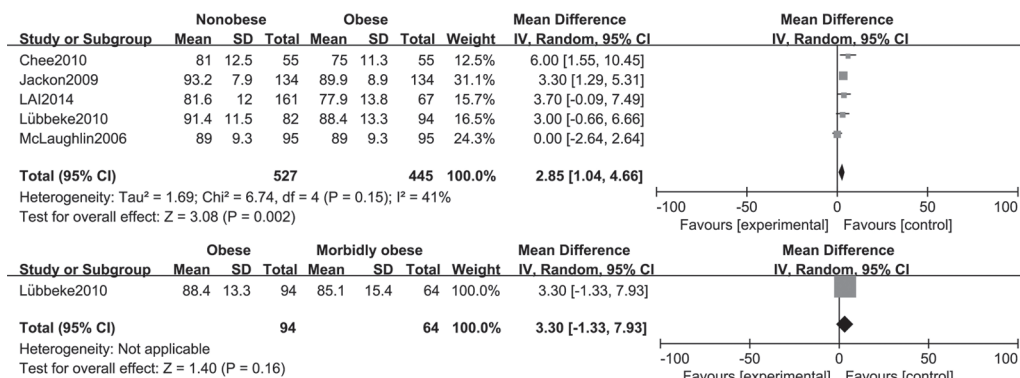 Nonobese Obese Mean Difference Mean Difference
Study or Subgroup Mean SD Total Mean SD Total Weight IV, Random, 95% CI IV, Random, 95% CI
Chee2010 81 12.5 55 75 11.3 55 12.5% 6.00 [1.55, 10.45]
Jackon2009 93.2 7.9 134 89.9 8.9 134 31.1% 3.30 [1.29, 5.31]
LAI2014 81.6 12 161 77.9 13.8 67 15.7% 3.70 [-0.09, 7.49]
Lübbeke2010 91.4 11.5 82 88.4 13.3 94 16.5% 3.00 [-0.66, 6.66]
McLaughlin2006 89 9.3 95 89 9.3 95 24.3% 0.00 [-2.64, 2.64]
Total (95% CI) 527 445 100.0% 2.85 [1.04, 4.66]
Heterogeneity: Tau² = 1.69; Chi² = 6.74, df = 4 (P = 0.15); I² = 41%
Test for overall effect: Z = 3.08 (P = 0.002)
-100 -50 0 50 100
Favours [experimental] Favours [control]
Obese Morbidly obese Mean Difference Mean Difference
Study or Subgroup Mean SD Total Mean SD Total Weight IV, Random, 95% CI IV, Random, 95% CI
Lübbeke2010 88.4 13.3 94 85.1 15.4 64 100.0% 3.30 [-1.33, 7.93]
Total (95% CI) 94 64 100.0% 3.30 [-1.33, 7.93]
Heterogeneity: Not applicable
Test for overall effect: Z = 1.40 (P = 0.16)
-100 -50 0 50 100
Favours [experimental] Favours [control]